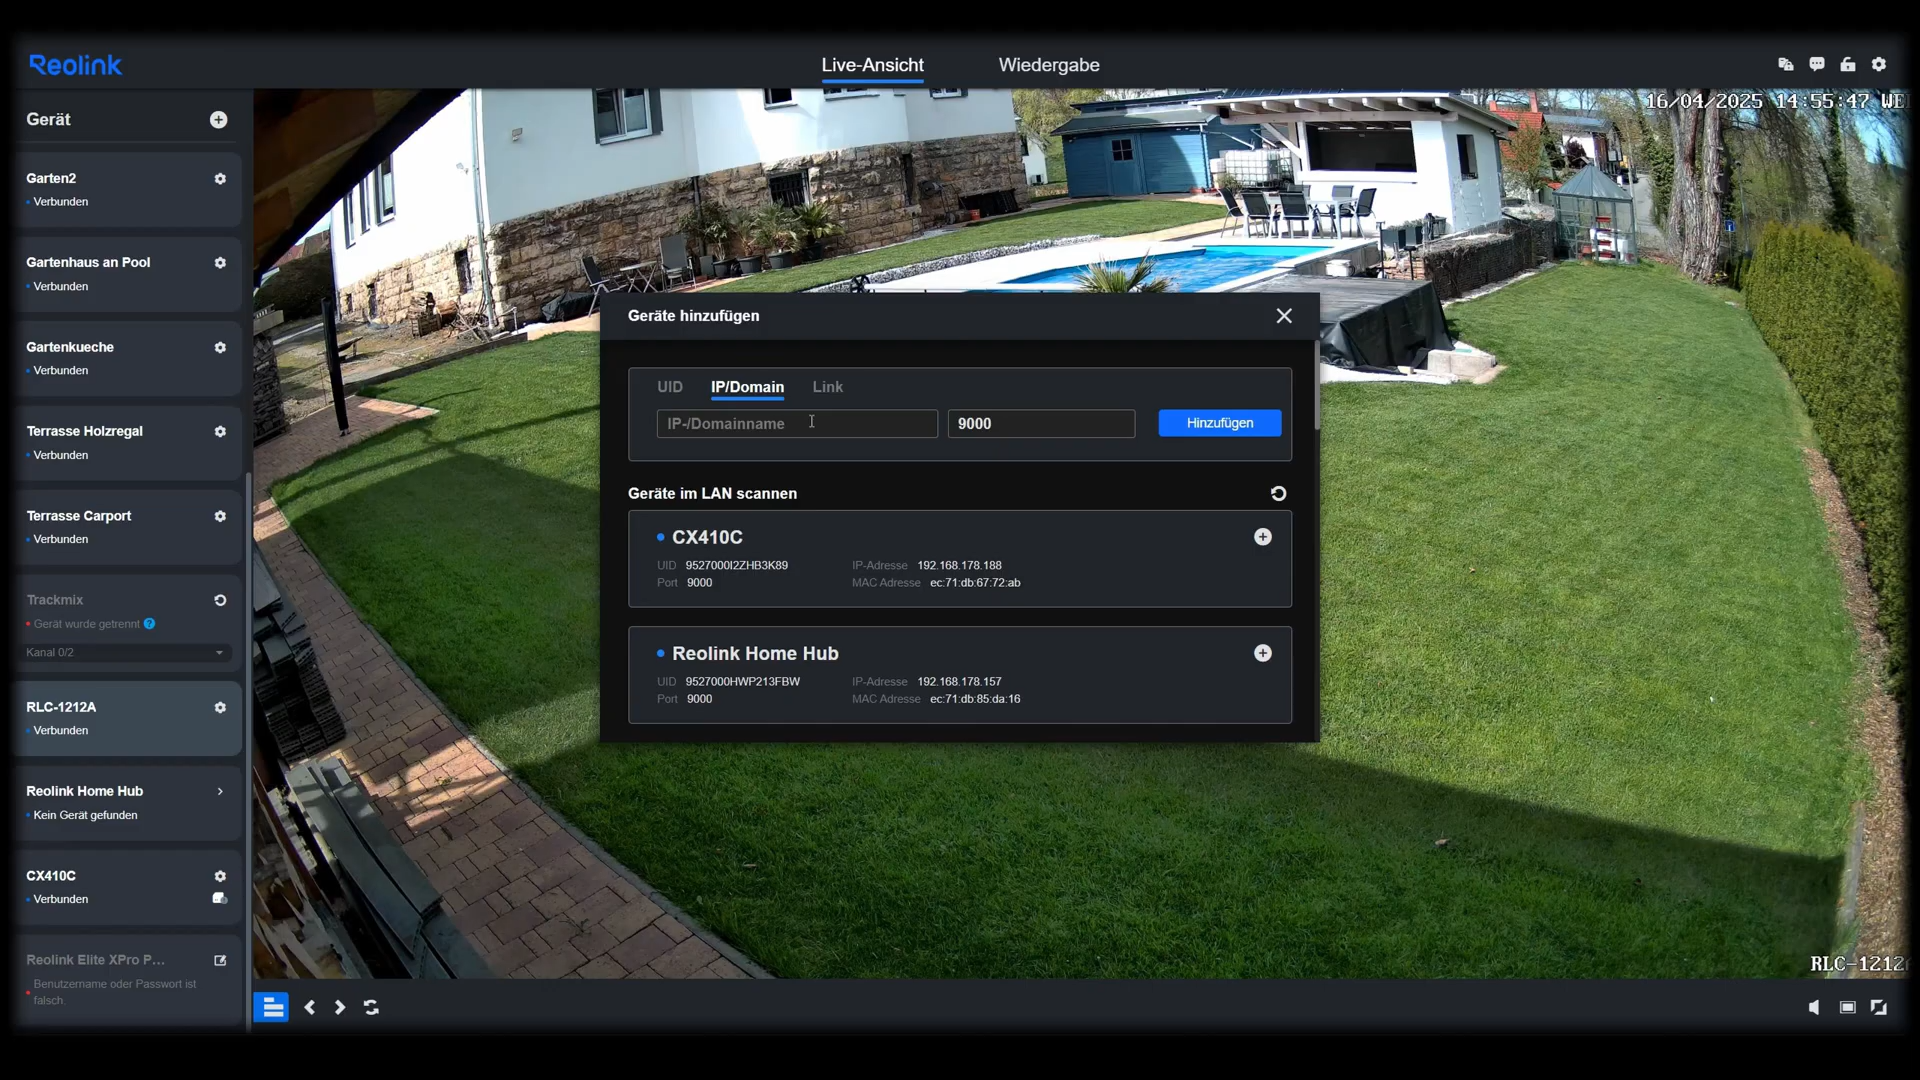 Reolink
Live-Ansicht
Wiedergabe
16/04/2025 14:55:47 WE
Gerät
Garten2
Verbunden
Gartenhaus an Pool
Verbunden
Gartenkueche
Verbunden
Terrasse Holzregal
Verbunden
Terrasse Carport
Verbunden
Trackmix
Gerät wurde getrennt ?
Kanal 0/2
RLC-1212A
Verbunden
Reolink Home Hub
Kein Gerät gefunden
CX410C
Verbunden
Reolink Elite XPro P...
Benutzername oder Passwort ist
falsch.
Geräte hinzufügen
UID IP/Domain Link
IP-/Domainname 9000 Hinzufügen
Geräte im LAN scannen
CX410C
UID 9527000I2ZHB3K89 IP-Adresse 192.168.178.188
Port 9000 MAC Adresse ec:71:db:67:72:ab
Reolink Home Hub
UID 9527000HWP213FBW IP-Adresse 192.168.178.157
Port 9000 MAC Adresse ec:71:db:85:da:16
RLC-1212A